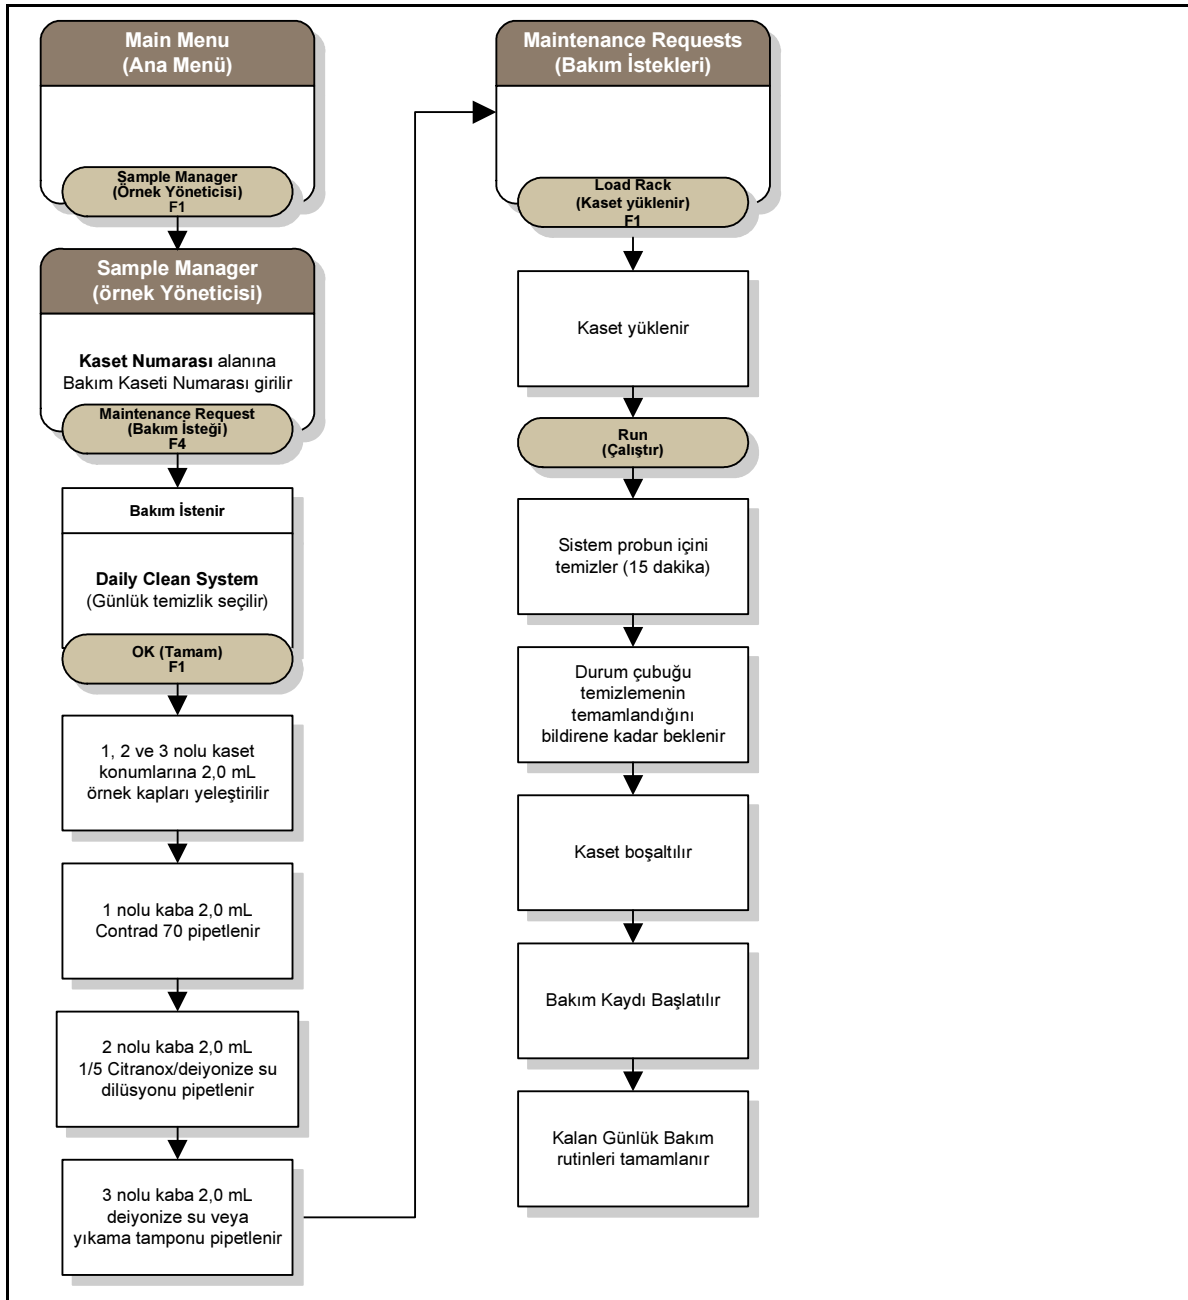 Main Menu
(Ana Menü)
Sample Manager
(Örnek Yöneticisi)
F1
Sample Manager
(örnek Yöneticisi)
Kaset Numarası alanına
Bakım Kaseti Numarası girilir
Maintenance Request
(Bakım İsteği)
F4
Bakım İstenir
Daily Clean System
(Günlük temizlik seçilir)
OK (Tamam)
F1
1, 2 ve 3 nolu kaset
konumlarına 2,0 mL
örnek kapları yeleştirilir
1 nolu kaba 2,0 mL
Contrad 70 pipetlenir
2 nolu kaba 2,0 mL
1/5 Citranox/deiyonize su
dilüsyonu pipetlenir
3 nolu kaba 2,0 mL
deiyonize su veya
yıkama tamponu pipetlenir
Maintenance Requests
(Bakım İstekleri)
Load Rack
(Kaset yüklenir)
F1
Kaset yüklenir
Run
(Çalıştır)
Sistem probun içini
temizler (15 dakika)
Durum çubuğu
temizlemenin
temamlandığını
bildirene kadar beklenir
Kaset boşaltılır
Bakım Kaydı Başlatılır
Kalan Günlük Bakım
rutinleri tamamlanır